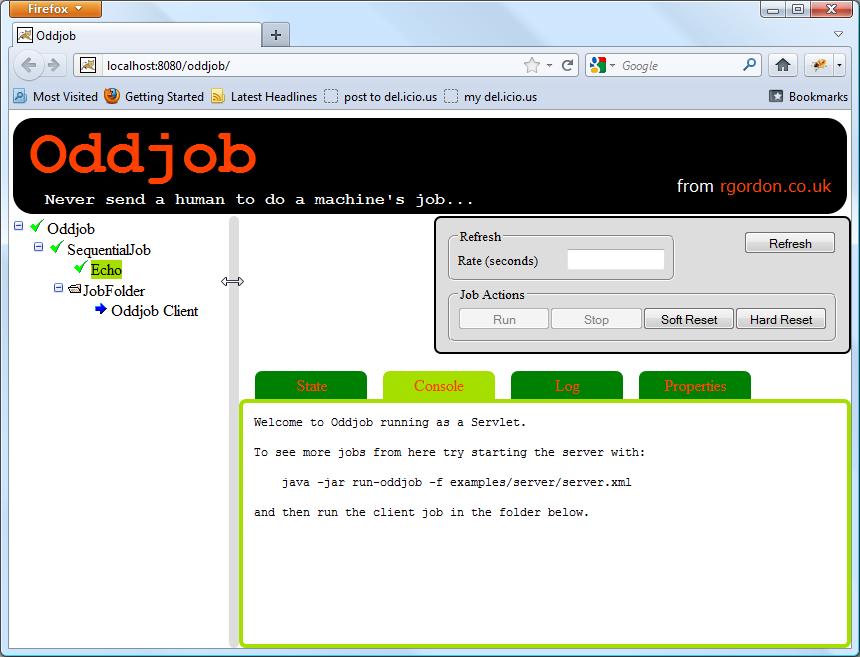 Firefox
Oddjob
localhost:8080/oddjob/
Google
Most Visited Getting Started Latest Headlines post to del.icio.us my del.icio.us Bookmarks
Oddjob
Never send a human to do a machine's job...
from rgordon.co.uk
Oddjob
SequentialJob
Echo
JobFolder
Oddjob Client
Refresh
Rate (seconds)
Refresh
Job Actions
Run Stop Soft Reset Hard Reset
State Console Log Properties
Welcome to Oddjob running as a Servlet.
To see more jobs from here try starting the server with:
java -jar run-oddjob -f examples/server/server.xml
and then run the client job in the folder below.